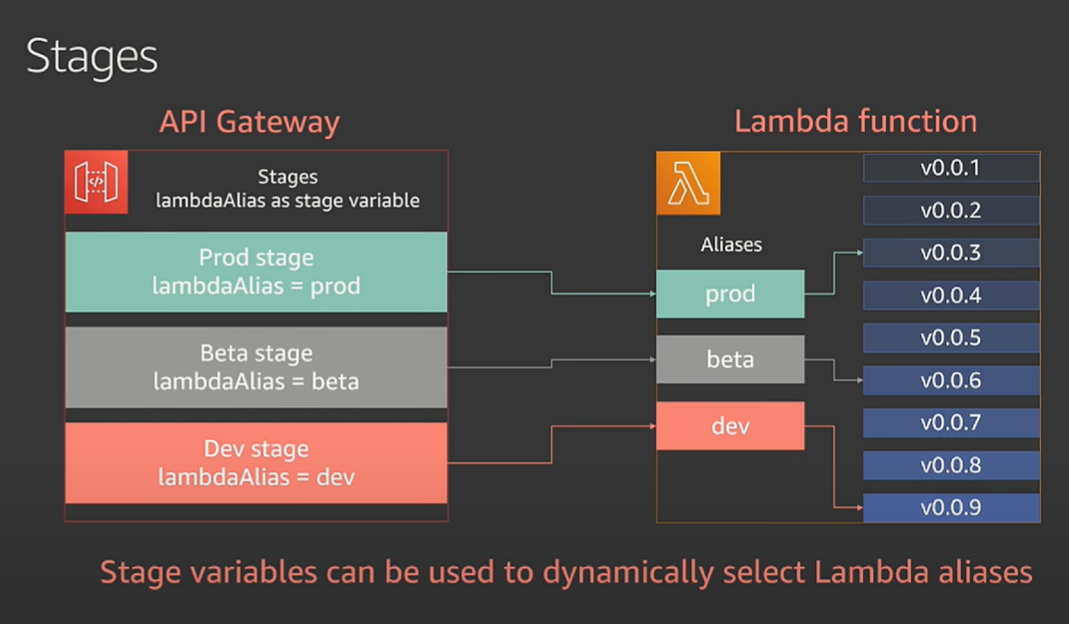 Stages
API Gateway
Stages
lambdaAlias as stage variable
Prod stage
lambdaAlias = prod
Beta stage
lambdaAlias = beta
Dev stage
lambdaAlias = dev
Lambda function
Aliases
prod
beta
dev
v0.0.1
v0.0.2
v0.0.3
v0.0.4
v0.0.5
v0.0.6
v0.0.7
v0.0.8
v0.0.9
Stage variables can be used to dynamically select Lambda aliases